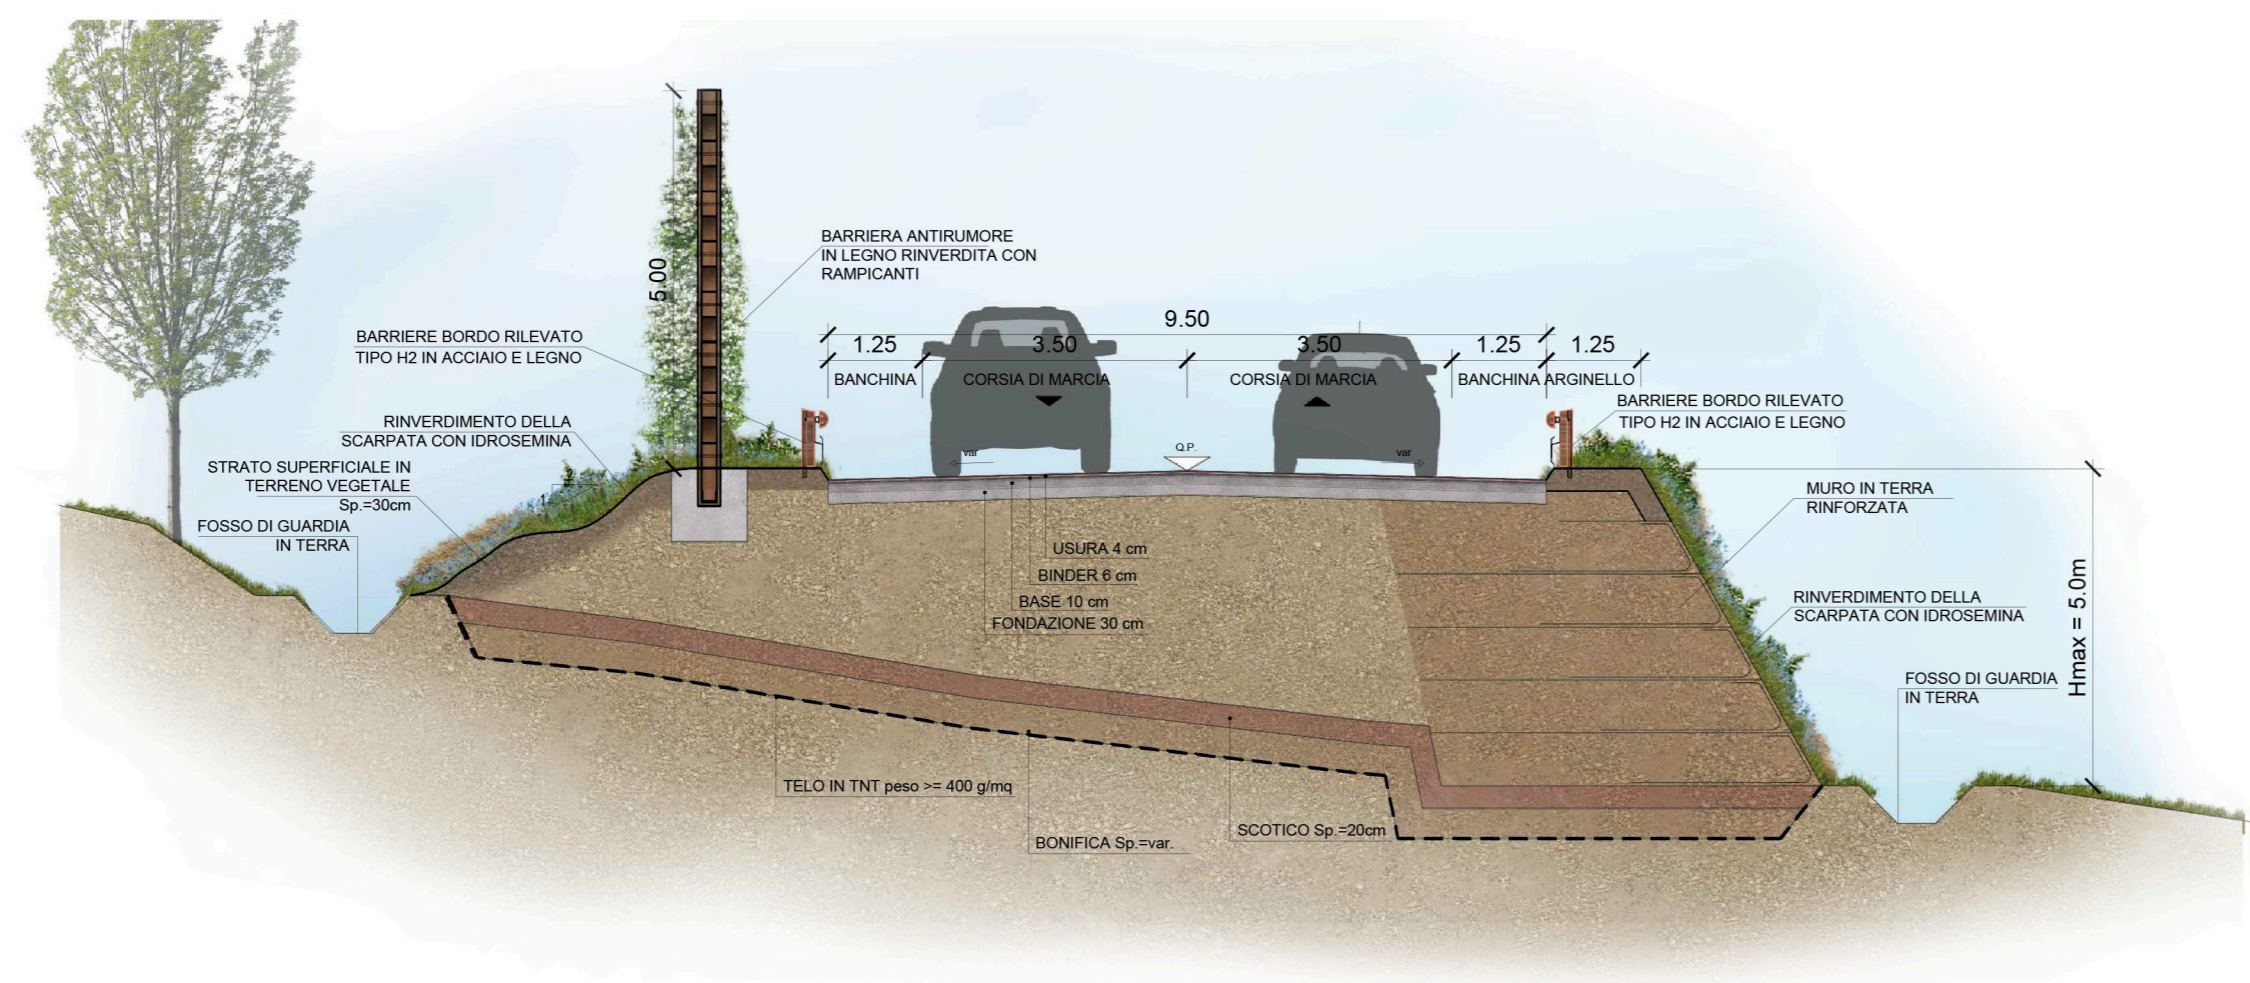 5.00
BARRIERA ANTIRUMORE
IN LEGNO RINVERDITA CON
RAMPICANTI
BARRIERE BORDO RILEVATO
TIPO H2 IN ACCIAIO E LEGNO
RINVERDIMENTO DELLA
SCARPATA CON IDROSEMINA
STRATO SUPERFICIALE IN
TERRENO VEGETALE
Sp.=30cm
FOSSO DI GUARDIA
IN TERRA
1
9.50
1.25 3.50 3.50 1.25 1.25
BANCHINA CORSIA DI MARCIA CORSIA DI MARCIA BANCHINA ARGINELLO
var Q.P. var
BARRIERE BORDO RILEVATO
TIPO H2 IN ACCIAIO E LEGNO
MURO IN TERRA
RINFORZATA
RINVERDIMENTO DELLA
SCARPATA CON IDROSEMINA
Hmax = 5.0m
FOSSO DI GUARDIA
IN TERRA
USURA 4 cm
BINDER 6 cm
BASE 10 cm
FONDAZIONE 30 cm
TELO IN TNT peso >= 400 g/mq
BONIFICA Sp.=var.
SCOTICO Sp.=20cm